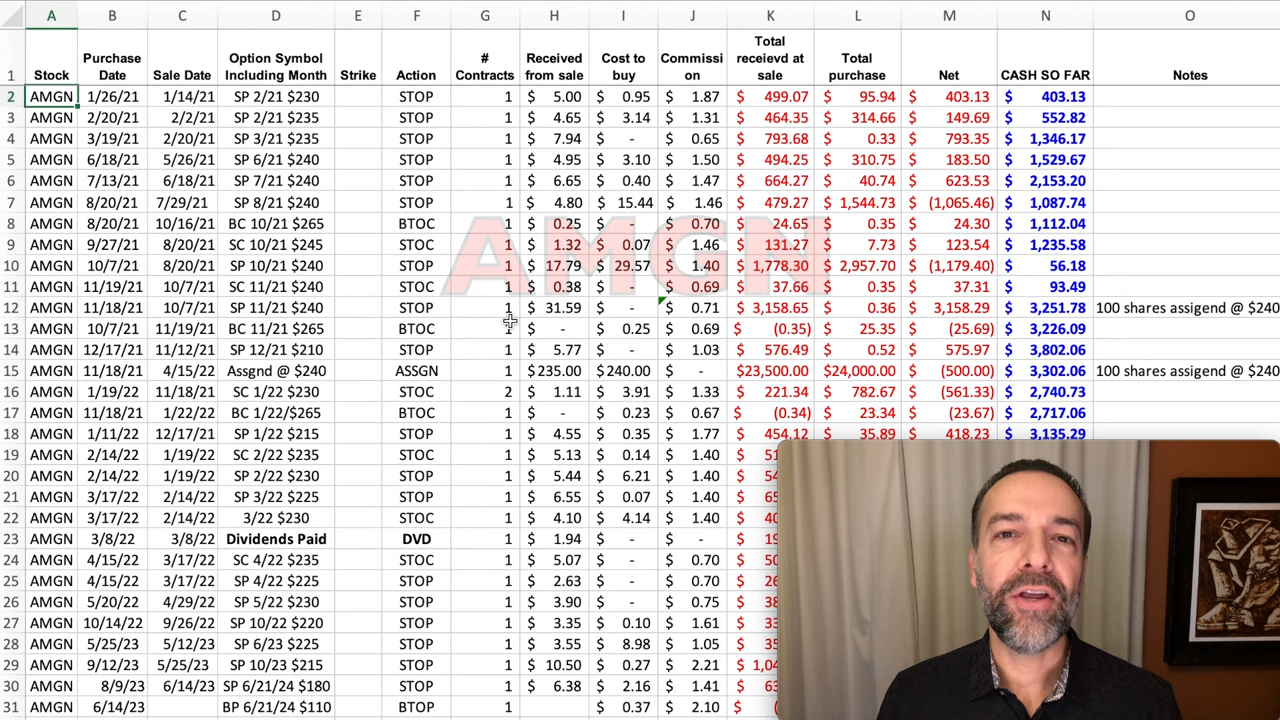 A B C D E F G H I J K L M N O
1 Stock Purchase Date Sale Date Option Symbol Including Month Strike Action # Contracts Received from sale Cost to buy Commissi on Total receievd at sale Total purchase Net CASH SO FAR Notes
2 AMGN 1/26/21 1/14/21 SP 2/21 $230 STOP 1 $ 5.00 $ 0.95 $ 1.87 $ 499.07 $ 95.94 $ 403.13 $ 403.13
3 AMGN 2/20/21 2/2/21 SP 2/21 $235 STOP 1 $ 4.65 $ 3.14 $ 1.31 $ 464.35 $ 314.66 $ 149.69 $ 552.82
4 AMGN 3/19/21 2/20/21 SP 3/21 $235 STOP 1 $ 7.94 $ - $ 0.65 $ 793.68 $ 0.33 $ 793.35 $ 1,346.17
5 AMGN 6/18/21 5/26/21 SP 6/21 $240 STOP 1 $ 4.95 $ 3.10 $ 1.50 $ 494.25 $ 310.75 $ 183.50 $ 1,529.67
6 AMGN 7/13/21 6/18/21 SP 7/21 $240 STOP 1 $ 6.65 $ 0.40 $ 1.47 $ 664.27 $ 40.74 $ 623.53 $ 2,153.20
7 AMGN 8/20/21 7/29/21 SP 8/21 $240 STOP 1 $ 4.80 $ 15.44 $ 1.46 $ 479.27 $ 1,544.73 $ (1,065.46) $ 1,087.74
8 AMGN 8/20/21 10/16/21 BC 10/21 $265 BTOC 1 $ 0.25 $ - $ 0.70 $ 24.65 $ 0.35 $ 24.30 $ 1,112.04
9 AMGN 9/27/21 8/20/21 SC 10/21 $245 STOC 1 $ 1.32 $ 0.07 $ 1.46 $ 131.27 $ 7.73 $ 123.54 $ 1,235.58
AMGN
10 AMGN 10/7/21 8/20/21 SP 10/21 $240 STOP 1 $ 17.79 $ 29.57 $ 1.40 $ 1,778.30 $ 2,957.70 $ (1,179.40) $ 56.18
11 AMGN 11/19/21 10/7/21 SC 11/21 $240 STOC 1 $ 0.38 $ - $ 0.69 $ 37.66 $ 0.35 $ 37.31 $ 93.49
12 AMGN 11/18/21 10/7/21 SP 11/21 $240 STOP 1 $ 31.59 $ - $ 0.71 $ 3,158.65 $ 0.36 $ 3,158.29 $ 3,251.78 100 shares assigend @ $240
13 AMGN 10/7/21 11/19/21 BC 11/21 $265 BTOC 1 $ - $ 0.25 $ 0.69 $ (0.35) $ 25.35 $ (25.69) $ 3,226.09
14 AMGN 12/17/21 11/12/21 SP 12/21 $210 STOP 1 $ 5.77 $ - $ 1.03 $ 576.49 $ 0.52 $ 575.97 $ 3,802.06
15 AMGN 11/18/21 4/15/22 Assgnd @ $240 ASSGN 1 $235.00 $240.00 $ - $23,500.00 $24,000.00 $ (500.00) $ 3,302.06 100 shares assigend @ $240
16 AMGN 1/19/22 11/18/21 SC 1/22 $230 STOC 2 $ 1.11 $ 3.91 $ 1.33 $ 221.34 $ 782.67 $ (561.33) $ 2,740.73
17 AMGN 11/18/21 1/22/22 BC 1/22/$265 BTOC 1 $ - $ 0.23 $ 0.67 $ (0.34) $ 23.34 $ (23.67) $ 2,717.06
18 AMGN 1/11/22 12/17/21 SP 1/22 $215 STOP 1 $ 4.55 $ 0.35 $ 1.77 $ 454.12 $ 35.89 $ 418.23 $ 3,135.29
19 AMGN 2/14/22 1/19/22 SC 2/22 $235 STOC 1 $ 5.13 $ 0.14 $ 1.40 $
20 AMGN 2/14/22 1/19/22 SP 2/22 $230 STOP 1 $ 5.44 $ 6.21 $ 1.40 $
21 AMGN 3/17/22 2/14/22 SP 3/22 $225 STOP 1 $ 6.55 $ 0.07 $ 1.40 $
22 AMGN 3/17/22 2/14/22 3/22 $230 STOC 1 $ 4.10 $ 4.14 $ 1.40 $
23 AMGN 3/8/22 3/8/22 Dividends Paid DVD 1 $ 1.94 $ - $ - $
24 AMGN 4/15/22 3/17/22 SC 4/22 $235 STOC 1 $ 5.07 $ - $ 0.70 $
25 AMGN 4/15/22 3/17/22 SP 4/22 $225 STOP 1 $ 2.63 $ - $ 0.70 $
26 AMGN 5/20/22 4/29/22 SP 5/22 $230 STOP 1 $ 3.90 $ - $ 0.75 $
27 AMGN 10/14/22 9/26/22 SP 10/22 $220 STOP 1 $ 3.35 $ 0.10 $ 1.61 $
28 AMGN 5/25/23 5/12/23 SP 6/23 $225 STOP 1 $ 3.55 $ 8.98 $ 1.05 $
29 AMGN 9/12/23 5/25/23 SP 10/23 $215 STOP 1 $ 10.50 $ 0.27 $ 2.21 $
30 AMGN 8/9/23 6/14/23 SP 6/21/24 $180 STOP 1 $ 6.38 $ 2.16 $ 1.41 $
31 AMGN 6/14/23 BP 6/21/24 $110 BTOP 1 $ 0.37 $ 2.10 $